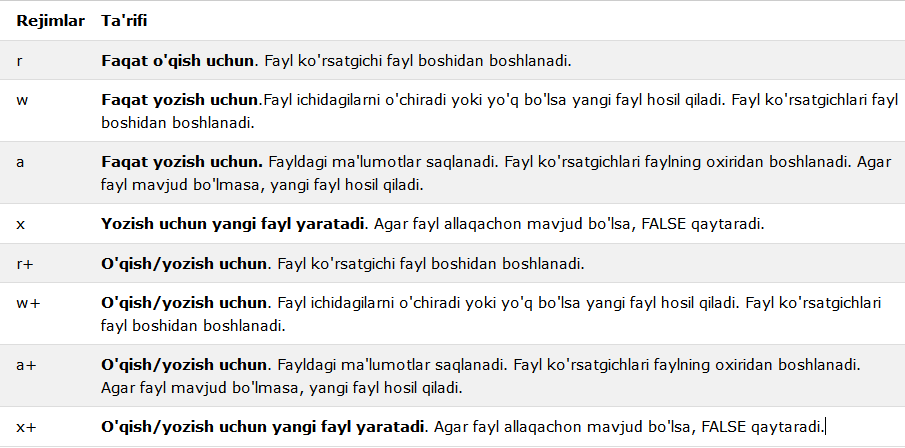 Rejimlar Ta'rifi
r Faqat o'qish uchun. Fayl ko'rsatgichi fayl boshidan boshlanadi.
w Faqat yozish uchun.Fayl ichidagilarni o'chiradi yoki yo'q bo'lsa yangi fayl hosil qiladi. Fayl ko'rsatgichlari fayl
boshidan boshlanadi.
a Faqat yozish uchun. Fayldagi ma'lumotlar saqlanadi. Fayl ko'rsatgichlari faylning oxiridan boshlanadi. Agar
fayl mavjud bo'lmasa, yangi fayl hosil qiladi.
x Yozish uchun yangi fayl yaratadi. Agar fayl allaqachon mavjud bo'lsa, FALSE qaytaradi.
r+ O'qish/yozish uchun. Fayl ko'rsatgichi fayl boshidan boshlanadi.
w+ O'qish/yozish uchun. Fayl ichidagilarni o'chiradi yoki yo'q bo'lsa yangi fayl hosil qiladi. Fayl ko'rsatgichlari
fayl boshidan boshlanadi.
a+ O'qish/yozish uchun. Fayldagi ma'lumotlar saqlanadi. Fayl ko'rsatgichlari faylning oxiridan boshlanadi.
Agar fayl mavjud bo'lmasa, yangi fayl hosil qiladi.
x+ O'qish/yozish uchun yangi fayl yaratadi. Agar fayl allaqachon mavjud bo'lsa, FALSE qaytaradi.